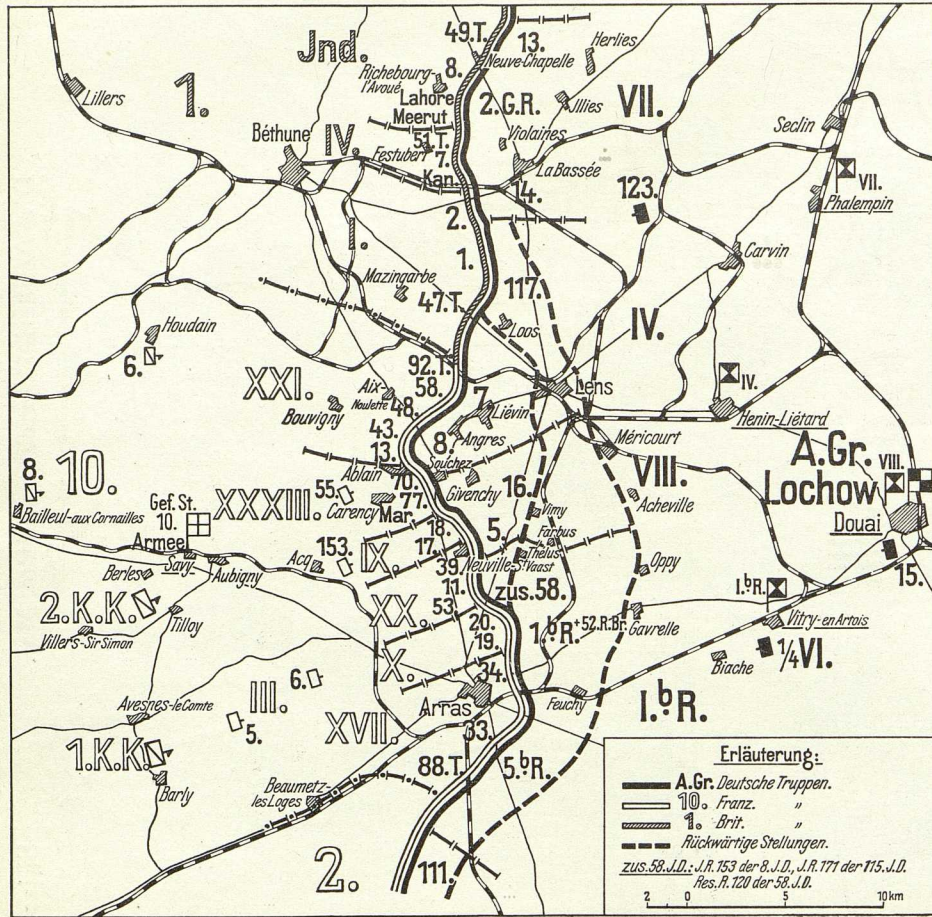 49.T.
13.
Herlies
Jnd.
Neuve-Chapelle
8.
Richebourg-
l'Avoué
1.
Lillers
Lahore
Meerut
2.G.R.
Jllies
VII.
Seclin
Béthune
IV.
51.T.
Festubert
7.
Kan.
Violaines
La Bassée
14.
123.
VII.
Phalempin
I.
2.
1.
Carvin
Mazingarbe
47.T.
117.
Loos
IV.
Houdain
6.
92.T.
58.
XXI.
Aix-
Noulette
48.
Bouvigny
7.
Liévin
Lens
IV.
Henin-Liétard
43.
8.
Angres
Méricourt
A.Gr.
Lochow
VIII.
Douai
13.
Ablain
70.
Souchez
Givenchy
VIII.
Acheville
8.
10.
Bailleul-aux Cornailles
Gef. St.
10.
Armee
XXXIII.
55.
Carency
77.
Mar.
16.
Vimy
18.
Farbus
153.
Acq
IX.
17.
39.
5.
Thélus
Neuville-St.
Vaast
Oppy
15.
Savy
Aubigny
Berles
11.
zus.58.
I.bR.
2.K.K.
Tilloy
XX.
53.
20.
1.bR.+52.R.Br.
Gavrelle
Vitry-en Artois
Villers-Sir Simon
19.
X.
34.
Biache
¼VI.
III.
6.
Arras
Feuchy
I.bR.
Avesnes-le Comte
5.
XVII.
33.
1.K.K.
Barly
88.T.
5.bR.
Beaumetz-
les Loges
2.
111.
Erläuterung:
A.Gr. Deutsche Truppen.
10. Franz. "
1. Brit. "
Rückwärtige Stellungen.
zus.58.J.D.: J.R.153 der 8.J.D., J.R.171 der 115.J.D.
Res.R.120 der 58.J.D.
2 0 5 10 km